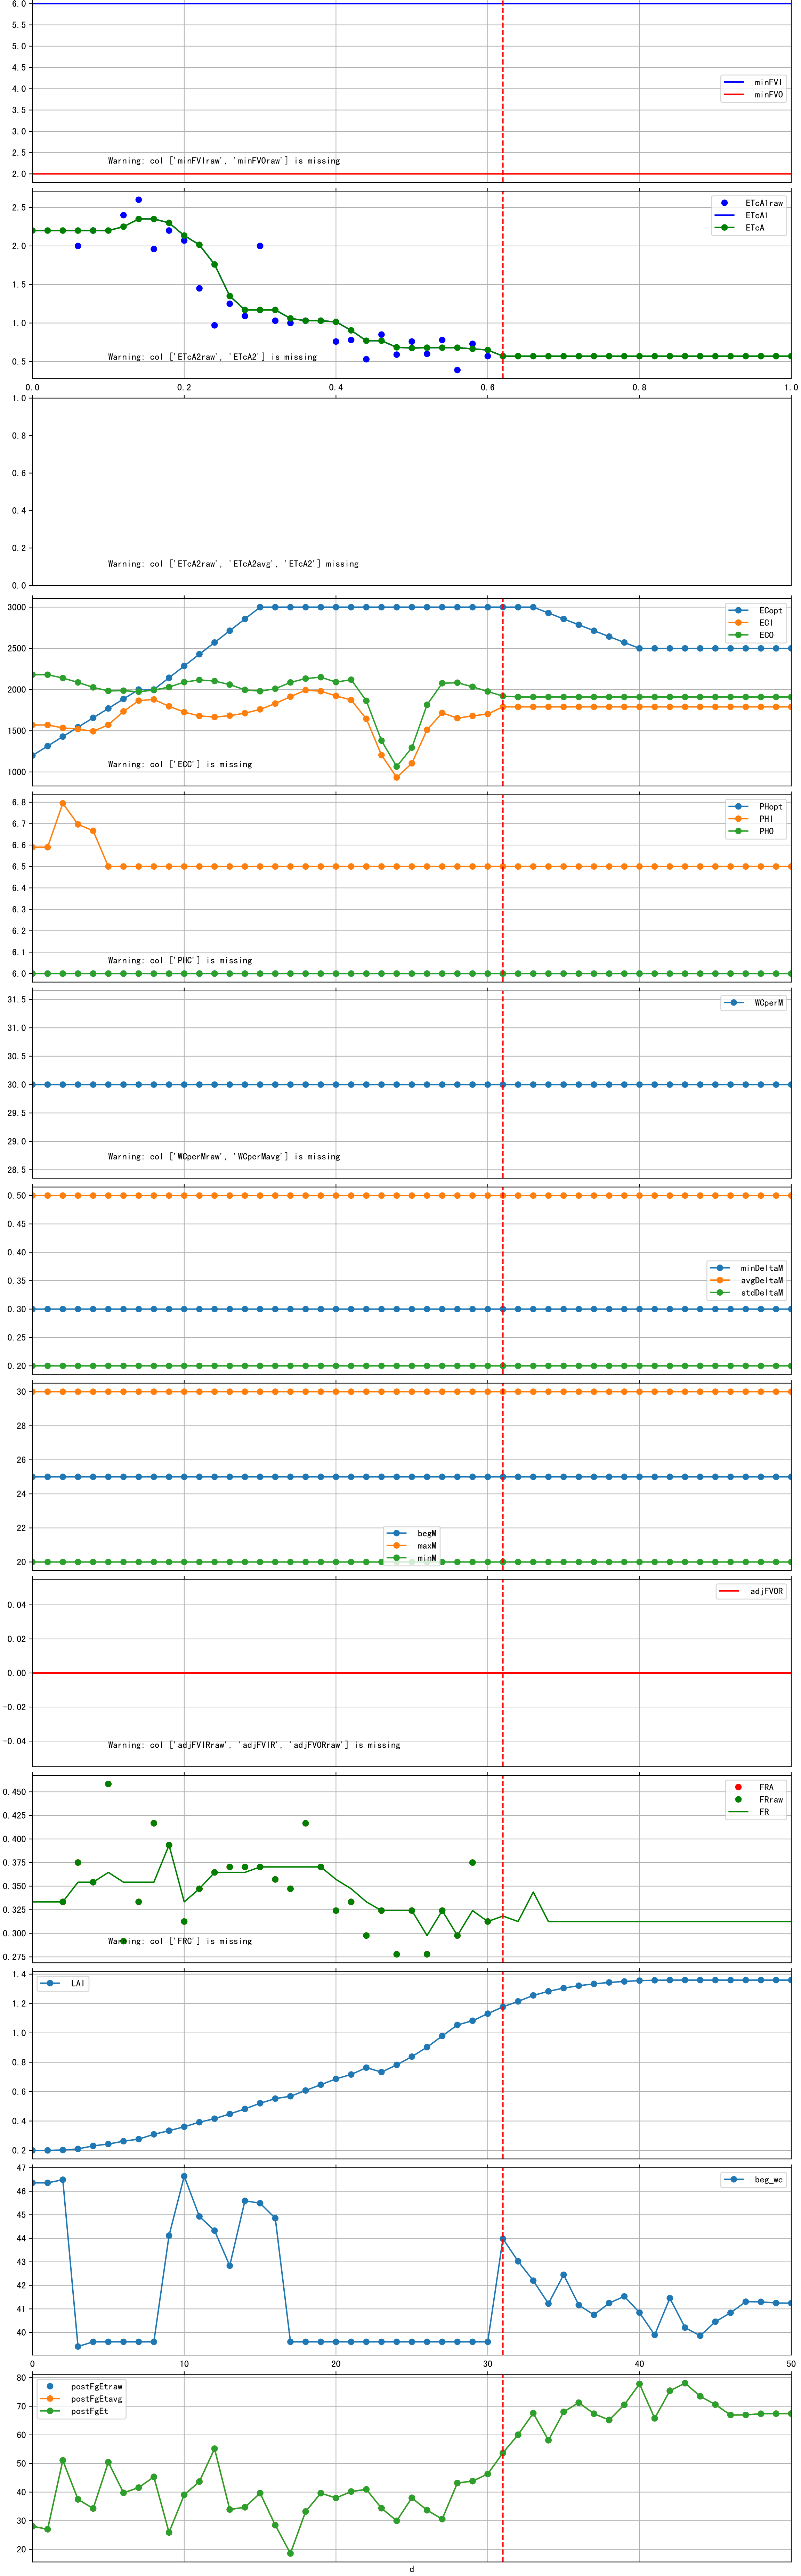 6.0
5.5
5.0
4.5
4.0
3.5
3.0
2.5
2.0
minFVI
minFVO
Warning: col ['minFVIraw', 'minFVOraw'] is missing
2.5
2.0
1.5
1.0
0.5
ETcA1raw
ETcA1
ETcA
Warning: col ['ETcA2raw', 'ETcA2'] is missing
0.0 0.2 0.4 0.6 0.8 1.0
1.0
0.8
0.6
0.4
0.2
0.0
Warning: col ['ETcA2raw', 'ETcA2avg', 'ETcA2'] missing
3000
2500
2000
1500
1000
ECopt
ECI
ECO
Warning: col ['ECC'] is missing
6.8
6.7
6.6
6.5
6.4
6.3
6.2
6.1
6.0
PHopt
PHI
PHO
Warning: col ['PHC'] is missing
31.5
31.0
30.5
30.0
29.5
29.0
28.5
WCperM
Warning: col ['WCperMraw', 'WCperMavg'] is missing
0.50
0.45
0.40
0.35
0.30
0.25
0.20
minDeltaM
avgDeltaM
stdDeltaM
30
28
26
24
22
20
begM
maxM
minM
0.04
0.02
0.00
−0.02
−0.04
adjFVOR
Warning: col ['adjFVIRraw', 'adjFVIR', 'adjFVORraw'] is missing
0.450
0.425
0.400
0.375
0.350
0.325
0.300
0.275
FRA
FRraw
FR
Warning: col ['FRC'] is missing
1.4
1.2
1.0
0.8
0.6
0.4
0.2
LAI
47
46
45
44
43
42
41
40
beg_wc
0 10 20 30 40 50
80
70
60
50
40
30
20
postFgEtraw
postFgEtavg
postFgEt
d